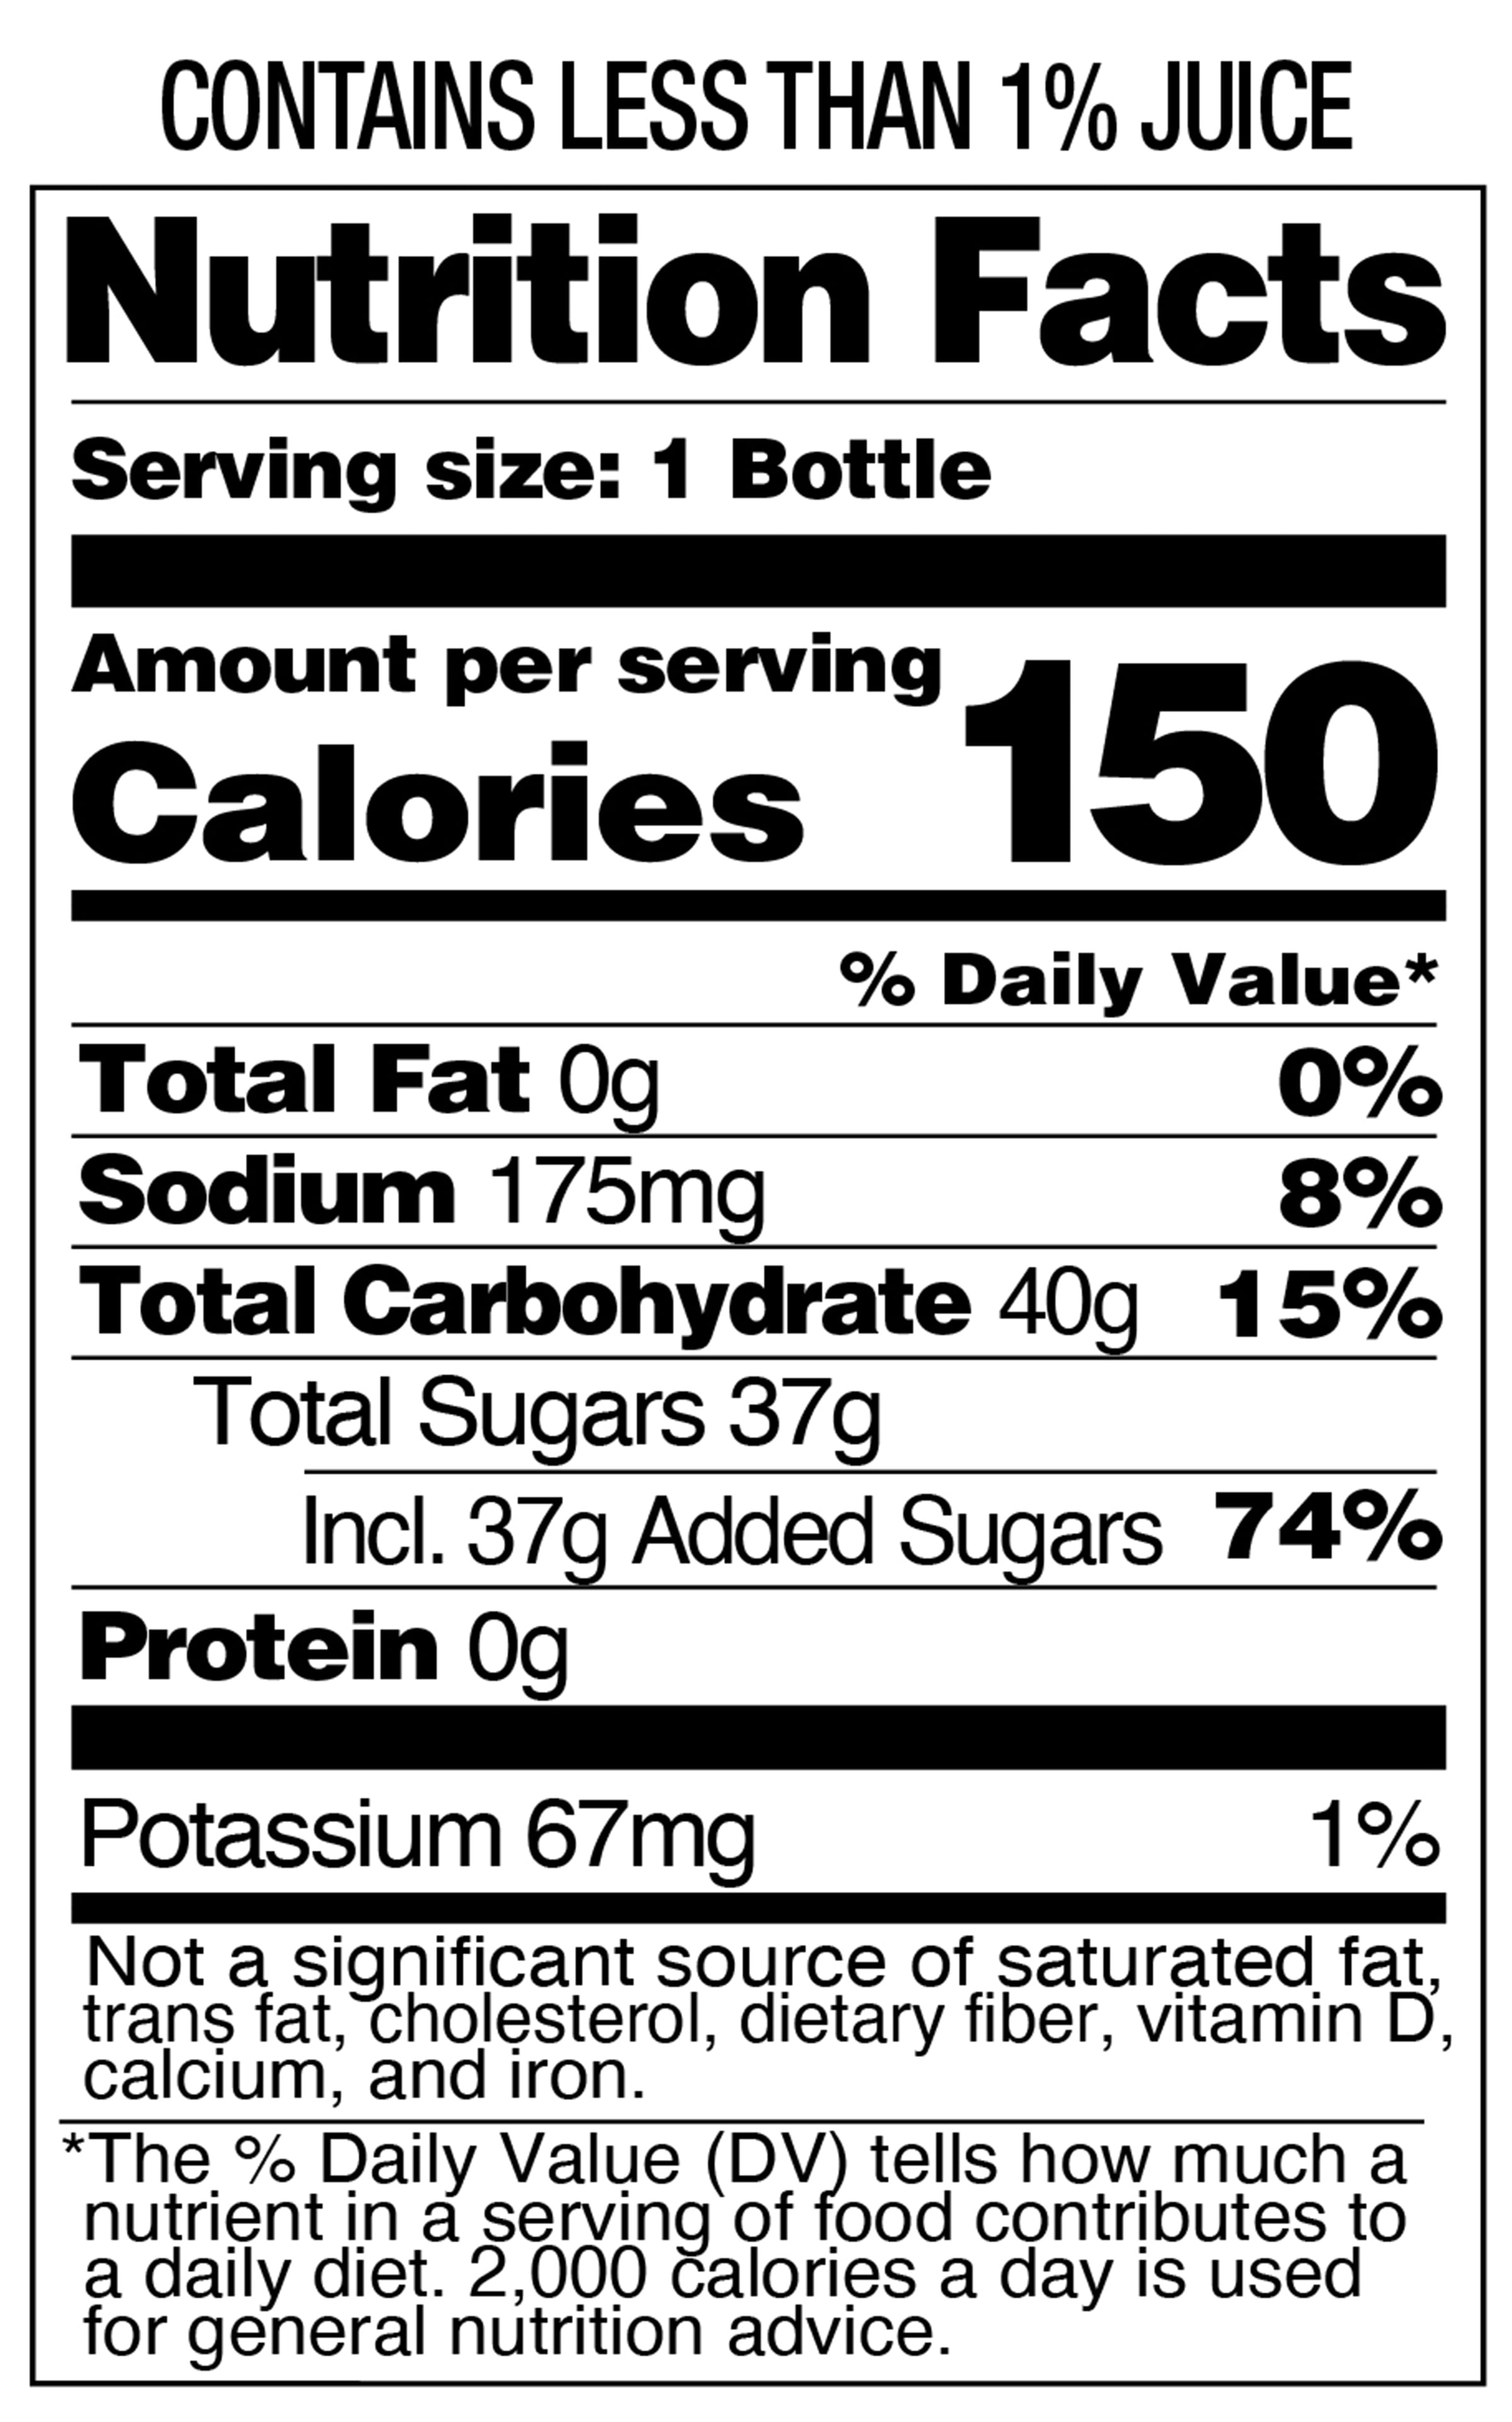 CONTAINS LESS THAN 1% JUICE
Nutrition Facts
Serving size: 1 Bottle
Amount per serving
Calories 150
% Daily Value*
Total Fat 0g 0%
Sodium 175mg 8%
Total Carbohydrate 40g 15%
Total Sugars 37g
Incl. 37g Added Sugars 74%
Protein 0g
Potassium 67mg 1%
Not a significant source of saturated fat,
trans fat, cholesterol, dietary fiber, vitamin D,
calcium, and iron.
*The % Daily Value (DV) tells how much a
nutrient in a serving of food contributes to
a daily diet. 2,000 calories a day is used
for general nutrition advice.